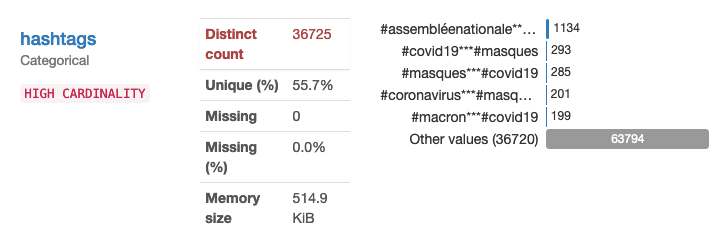 hashtags
Categorical
HIGH CARDINALITY
Distinct count 36725
Unique (%) 55.7%
Missing 0
Missing (%) 0.0%
Memory size 514.9 KiB
#assembléenationale**… 1134
#covid19***#masques 293
#masques***#covid19 285
#coronavirus***#masq… 201
#macron***#covid19 199
Other values (36720) 63794